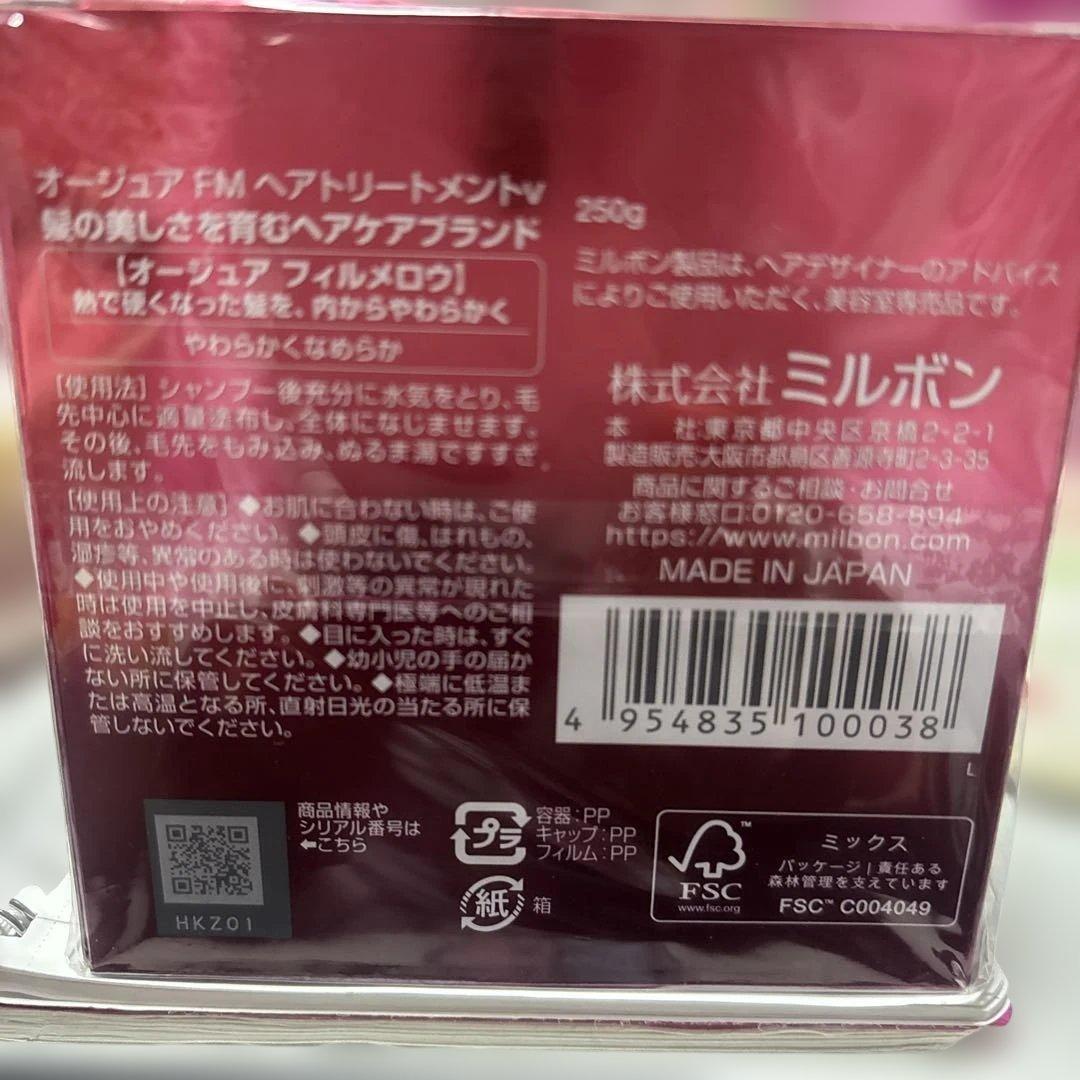 オージュア FM ヘアトリートメントv
髪の美しさを育むヘアケアブランド
【オージュア フィルメロウ】
熱で硬くなった髪を、内からやわらかく
やわらかくなめらか
【使用法】シャンプー後充分に水気をとり、毛
先中心に適量塗布し、全体になじませます。
その後、毛先をもみ込み、ぬるま湯ですすぎ
流します。
【使用上の注意】◆お肌に合わない時は、ご使
用をおやめください。◆頭皮に傷、はれもの、
湿疹等、異常のある時は使わないでください。
◆使用中や使用後に、刺激等の異常が現れた
時は使用を中止し、皮膚科専門医等へのご相
談をおすすめします。◆目に入った時は、すぐ
に洗い流してください。◆幼小児の手の届か
ない所に保管してください。◆極端に低温ま
たは高温となる所、直射日光の当たる所に保
管しないでください。
250g
ミルボン製品は、ヘアデザイナーのアドバイス
によりご使用いただく、美容室専売品です。
株式会社 ミルボン
本 社:東京都中央区京橋2-2-1
製造販売:大阪市都島区善源寺町2-3-35
商品に関するご相談・お問合せ
お客様窓口:0120-658-894
https://www.milbon.com
MADE IN JAPAN
4 954835 100038
L
商品情報や
シリアル番号は
←こちら
HKZ01
プラ
容器:PP
キャップ:PP
フィルム:PP
紙
箱
FSC
www.fsc.org
ミックス
パッケージ | 責任ある
森林管理を支えています
FSC™ C004049